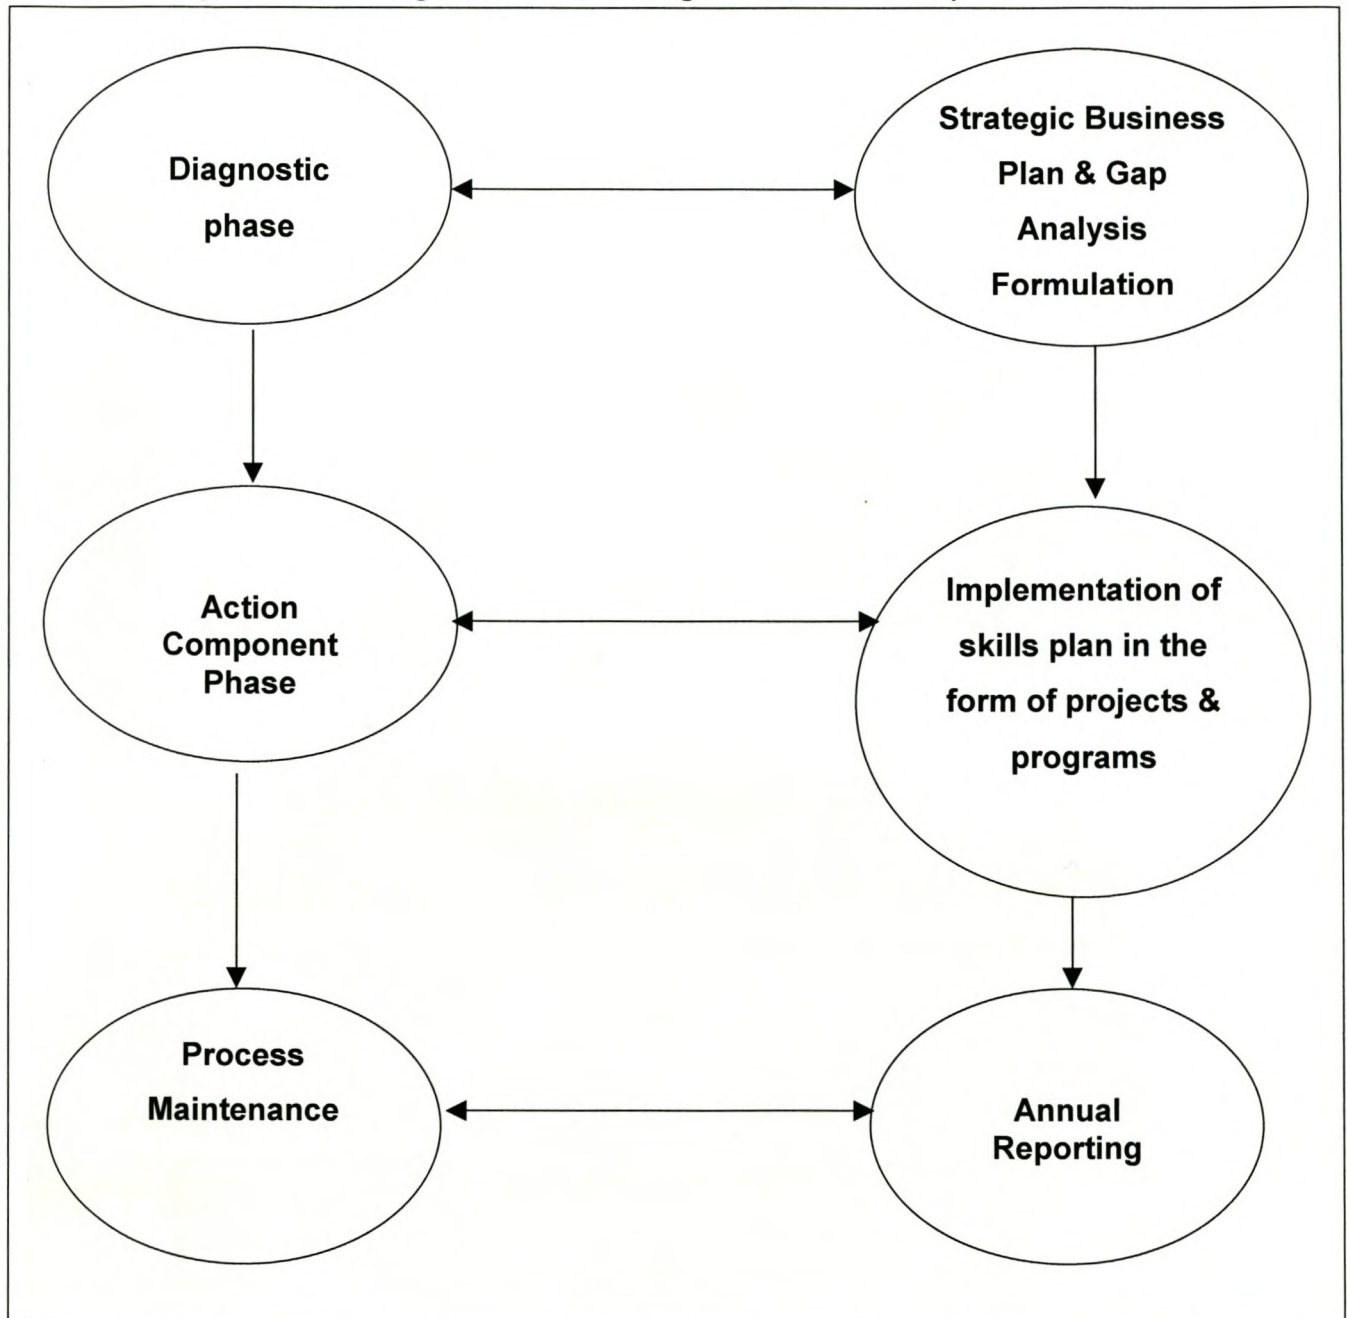 Diagnostic
phase
Strategic Business
Plan & Gap
Analysis
Formulation
Action
Component
Phase
Implementation of
skills plan in the
form of projects &
programs
Process
Maintenance
Annual
Reporting